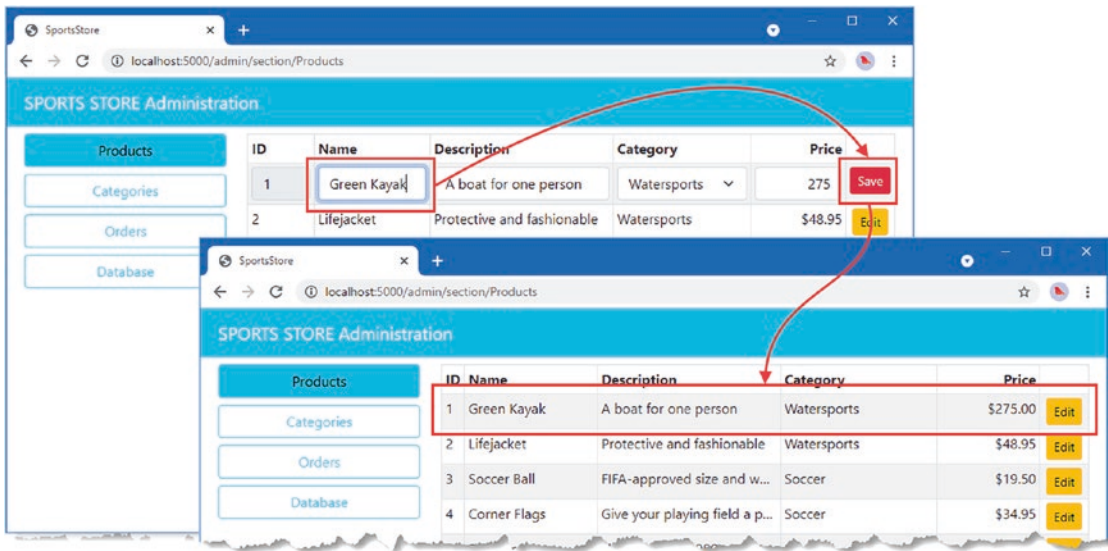 SportsStore
localhost:5000/admin/section/Products
SPORTS STORE Administration
Products
Categories
Orders
Database
ID Name Description Category Price
1 Green Kayak A boat for one person Watersports 275 Save
2 Lifejacket Protective and fashionable Watersports $48.95 Edit
SportsStore
localhost:5000/admin/section/Products
SPORTS STORE Administration
Products
Categories
Orders
Database
ID Name Description Category Price
1 Green Kayak A boat for one person Watersports $275.00 Edit
2 Lifejacket Protective and fashionable Watersports $48.95 Edit
3 Soccer Ball FIFA-approved size and w... Soccer $19.50 Edit
4 Corner Flags Give your playing field a p... Soccer $34.95 Edit